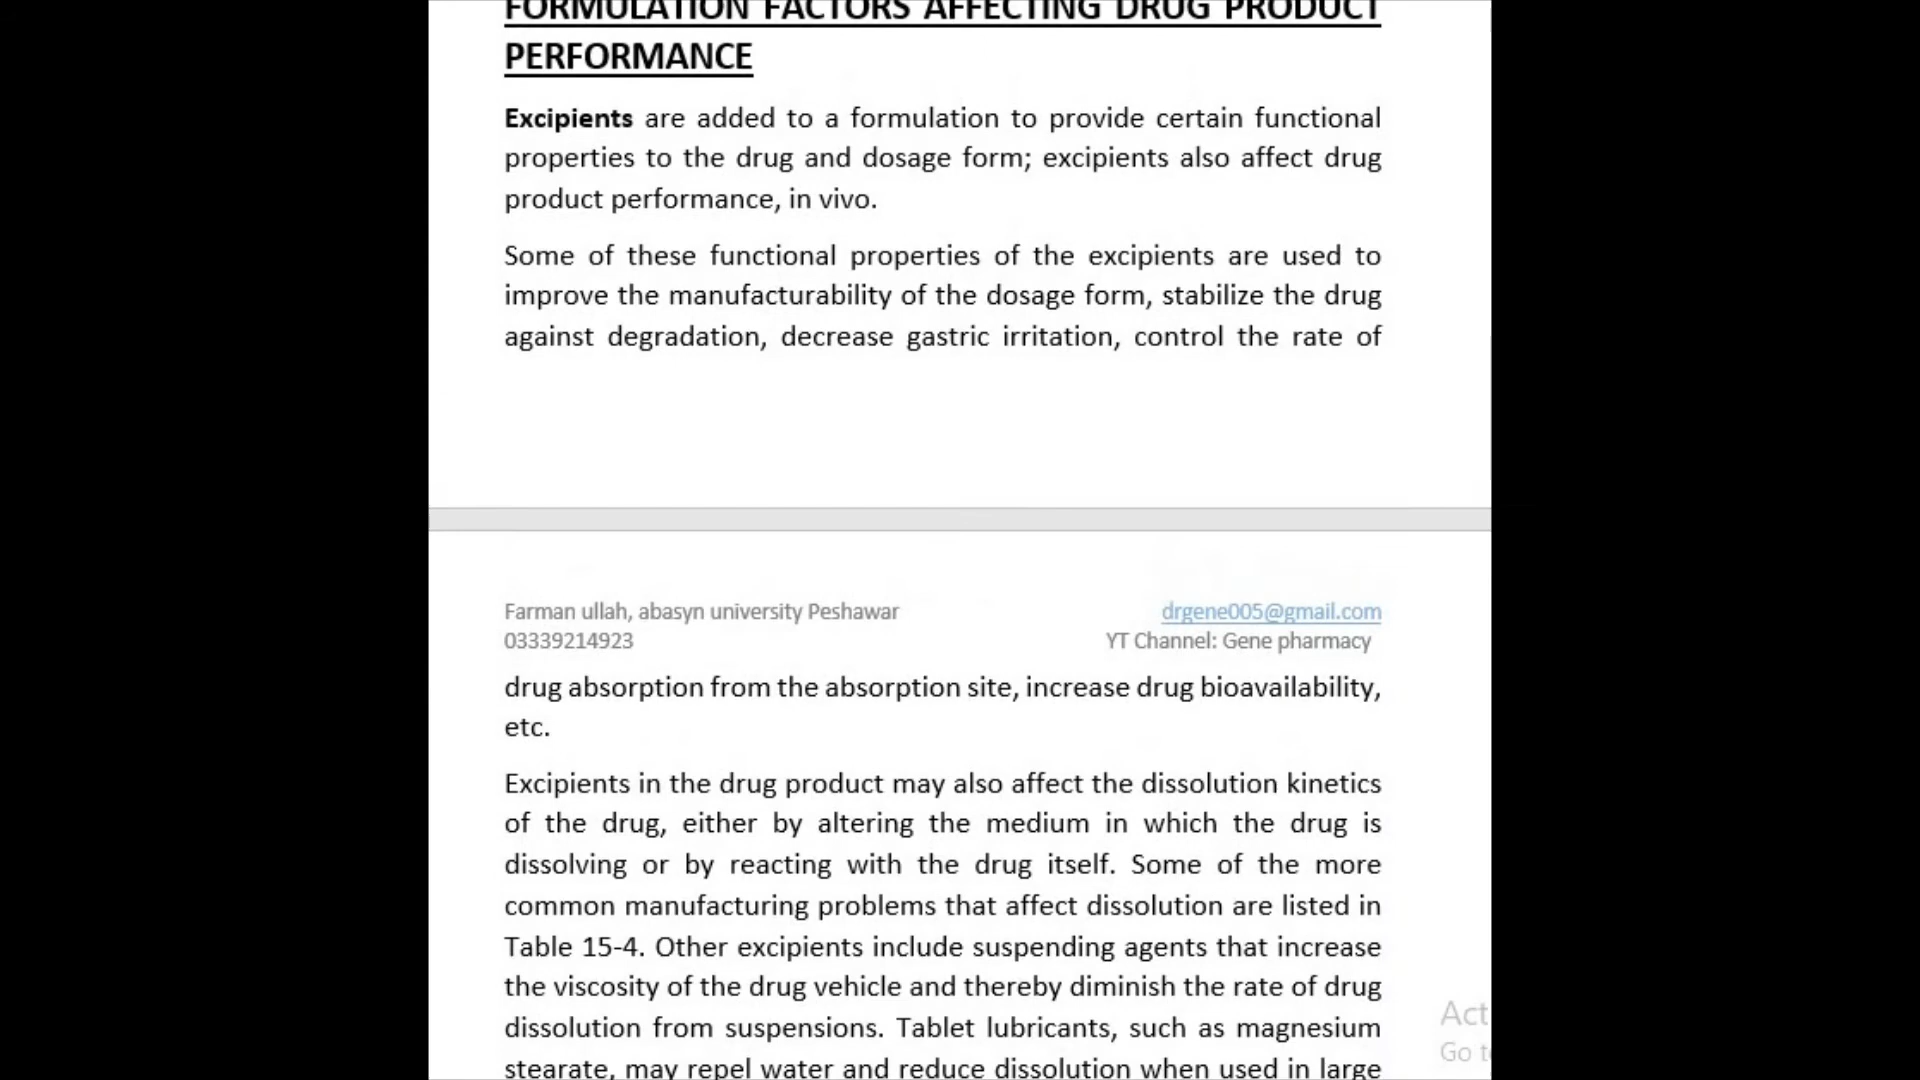 FORMULATION FACTORS AFFECTING DRUG PRODUCT
PERFORMANCE
Excipients are added to a formulation to provide certain functional
properties to the drug and dosage form; excipients also affect drug
product performance, in vivo.
Some of these functional properties of the excipients are used to
improve the manufacturability of the dosage form, stabilize the drug
against degradation, decrease gastric irritation, control the rate of
Farman ullah, abasyn university Peshawar drgene005@gmail.com
03339214923 YT Channel: Gene pharmacy
drug absorption from the absorption site, increase drug bioavailability,
etc.
Excipients in the drug product may also affect the dissolution kinetics
of the drug, either by altering the medium in which the drug is
dissolving or by reacting with the drug itself. Some of the more
common manufacturing problems that affect dissolution are listed in
Table 15-4. Other excipients include suspending agents that increase
the viscosity of the drug vehicle and thereby diminish the rate of drug
dissolution from suspensions. Tablet lubricants, such as magnesium
stearate, may repel water and reduce dissolution when used in large
Act
Go t